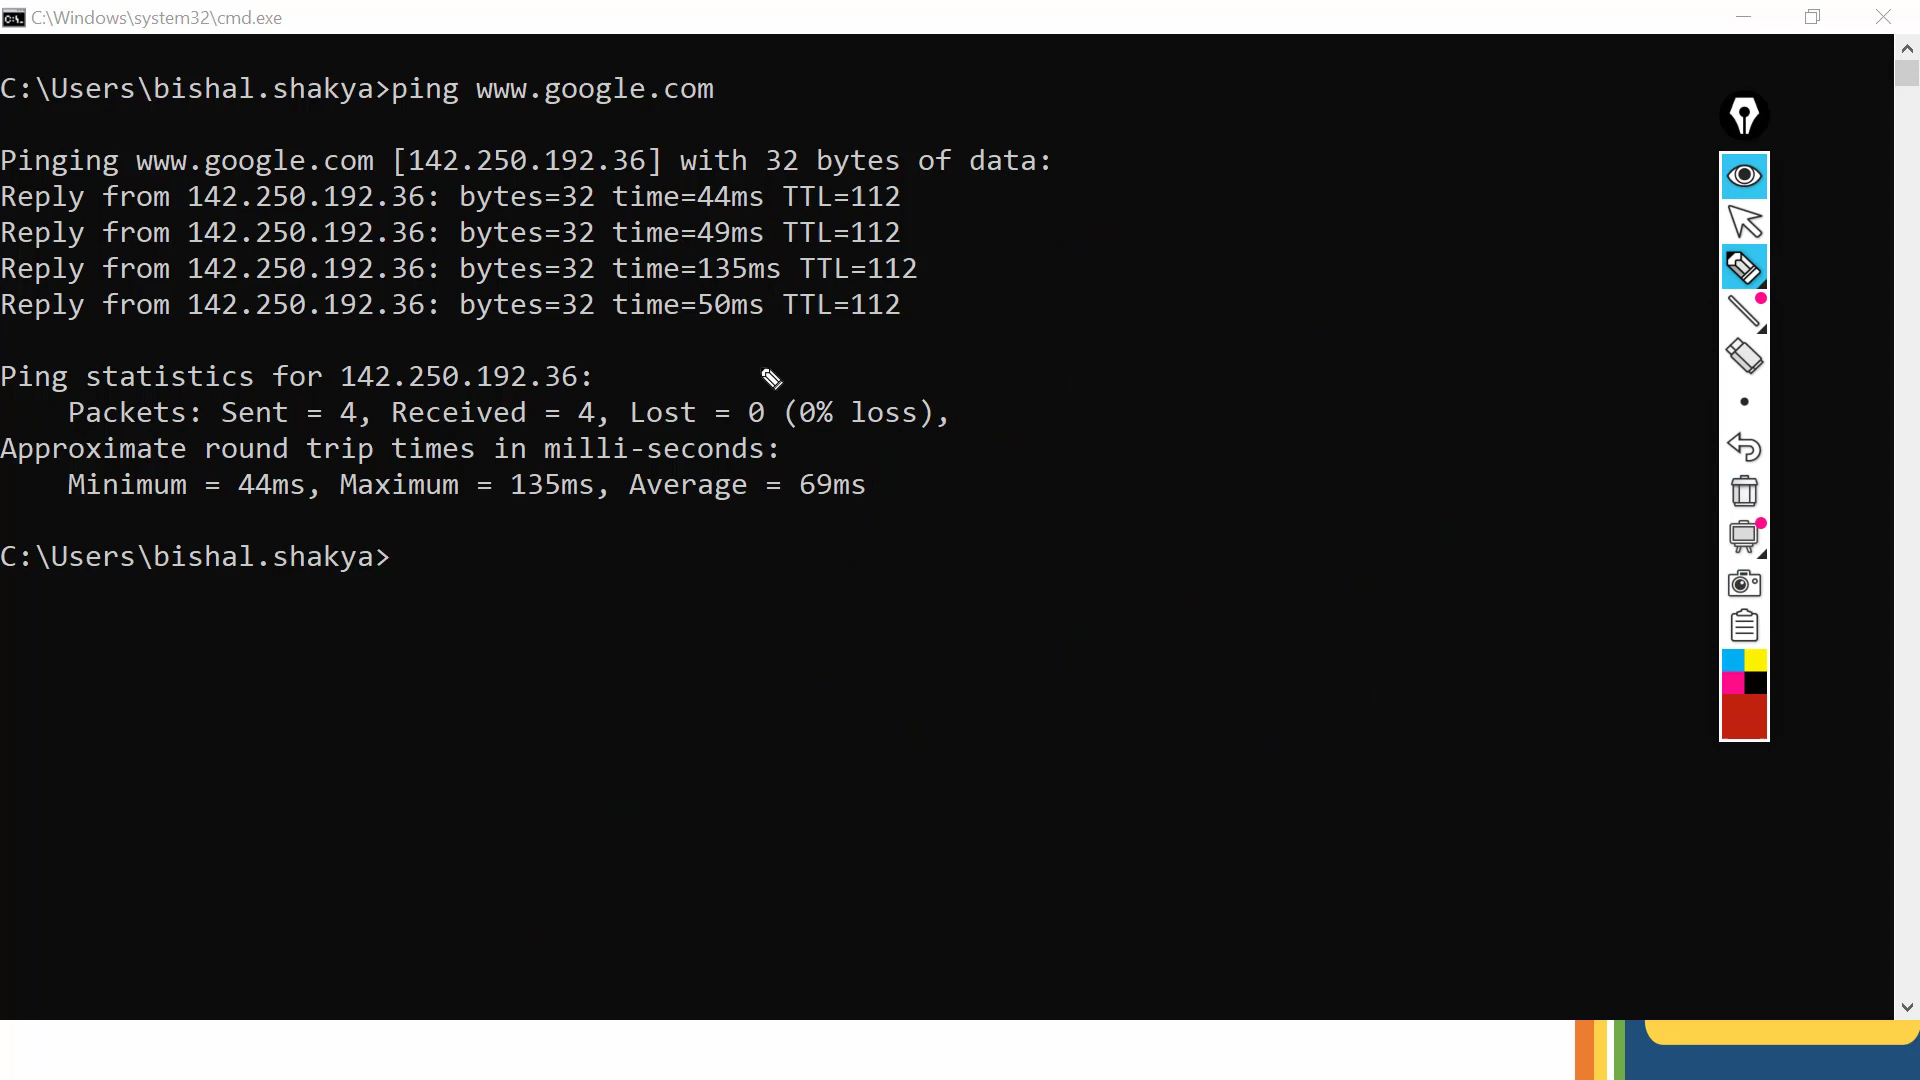 C:\Windows\system32\cmd.exe
C:\Users\bishal.shakya>ping www.google.com
Pinging www.google.com [142.250.192.36] with 32 bytes of data:
Reply from 142.250.192.36: bytes=32 time=44ms TTL=112
Reply from 142.250.192.36: bytes=32 time=49ms TTL=112
Reply from 142.250.192.36: bytes=32 time=135ms TTL=112
Reply from 142.250.192.36: bytes=32 time=50ms TTL=112
Ping statistics for 142.250.192.36:
    Packets: Sent = 4, Received = 4, Lost = 0 (0% loss),
Approximate round trip times in milli-seconds:
    Minimum = 44ms, Maximum = 135ms, Average = 69ms
C:\Users\bishal.shakya>